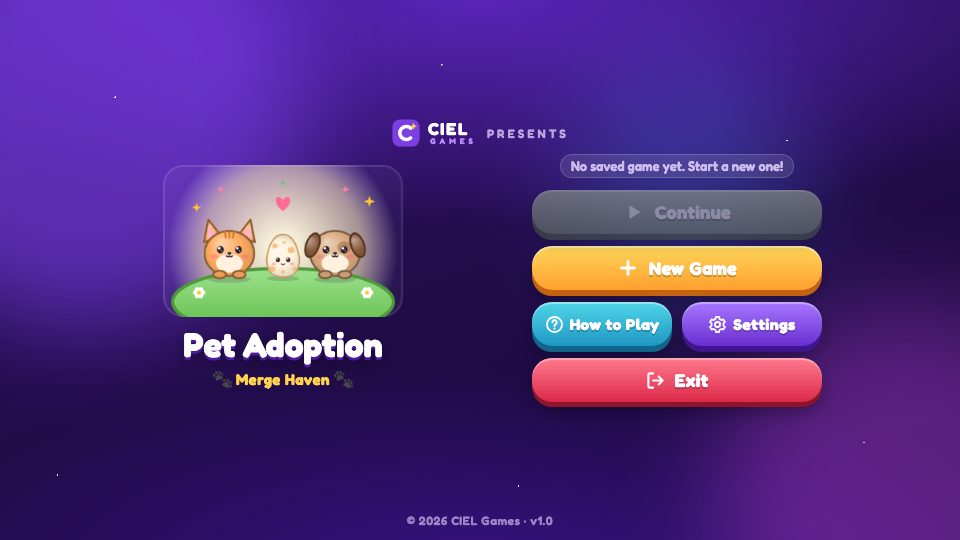 CIEL
GAMES
PRESENTS
No saved game yet. Start a new one!
Continue
New Game
How to Play
Settings
Exit
Pet Adoption
Merge Haven
© 2026 CIEL Games · v1.0